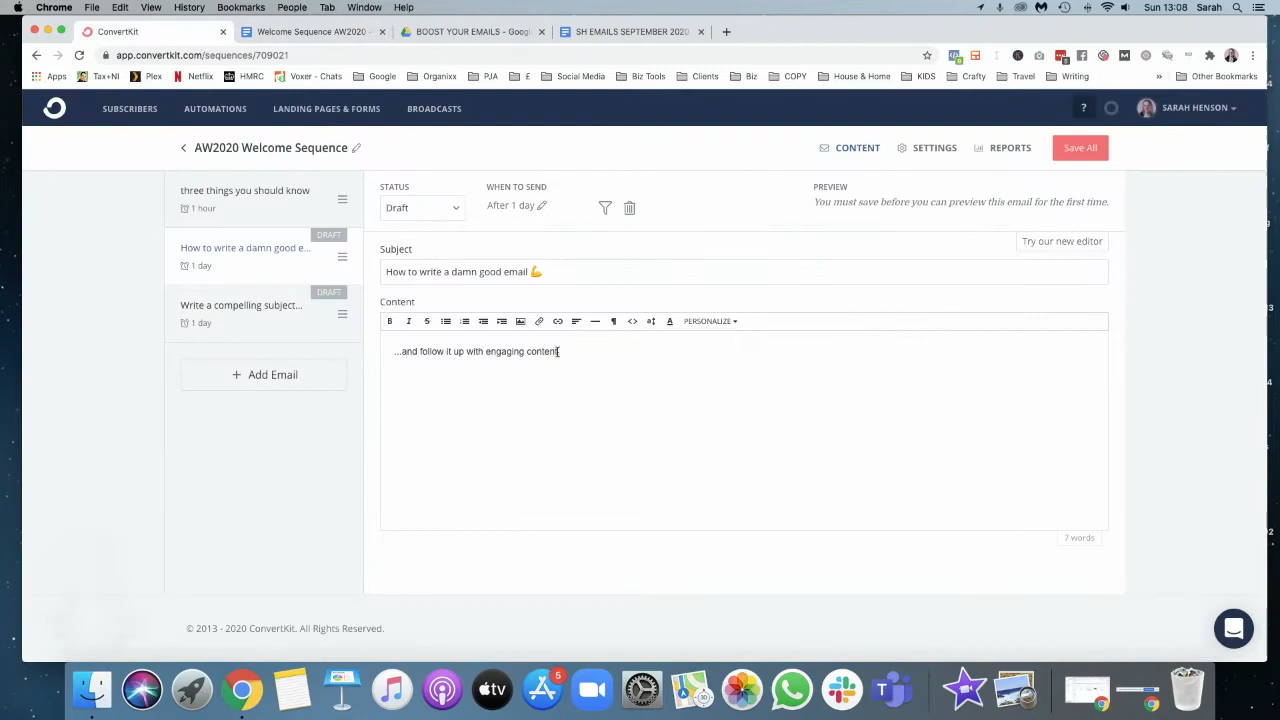 Chrome File Edit View History Bookmarks People Tab Window Help Sun 13:08 Sarah
ConvertKit
Welcome Sequence AW2020 -
BOOST YOUR EMAILS - Googl
SH EMAILS SEPTEMBER 2020
app.convertkit.com/sequences/709921
Apps Tax+NI Plex Netflix HMRC Voxer - Chats Google Organixx PJA £ Social Media Biz Tools Clients Biz COPY House & Home KIDS Crafty Travel Writing » Other Bookmarks
SUBSCRIBERS AUTOMATIONS LANDING PAGES & FORMS BROADCASTS ? SARAH HENSON
AW2020 Welcome Sequence CONTENT SETTINGS REPORTS Save All
three things you should know
1 hour
DRAFT
How to write a damn good e...
1 day
DRAFT
Write a compelling subject...
1 day
+ Add Email
STATUS WHEN TO SEND PREVIEW
Draft After 1 day You must save before you can preview this email for the first time.
Subject Try our new editor
How to write a damn good email 💪
Content
B I S PERSONALIZE
...and follow it up with engaging content
7 words
© 2013 - 2020 ConvertKit. All Rights Reserved.
5
tv